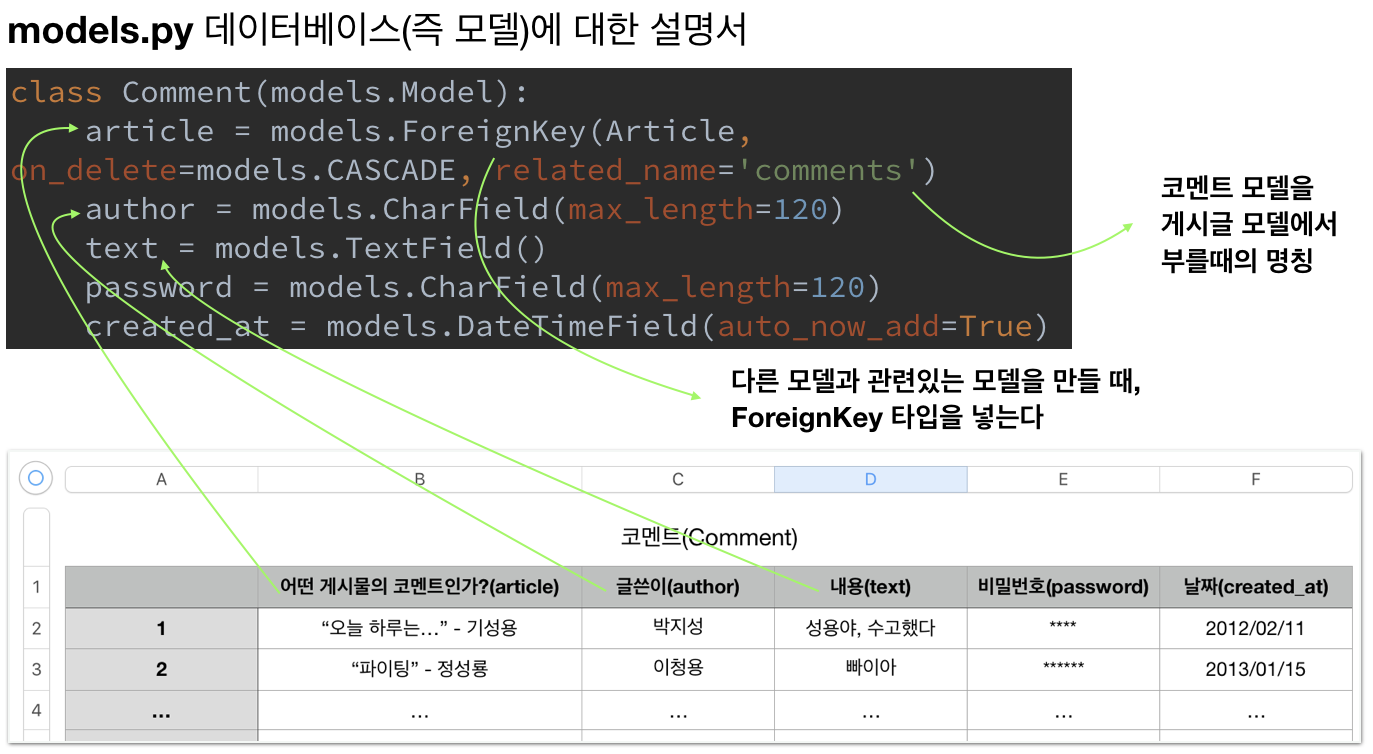 models.py 데이터베이스(즉 모델)에 대한 설명서
class Comment(models.Model):
article = models.ForeignKey(Article,
on_delete=models.CASCADE, related_name='comments')
author = models.CharField(max_length=120)
text = models.TextField()
password = models.CharField(max_length=120)
created_at = models.DateTimeField(auto_now_add=True)
코멘트 모델을
게시글 모델에서
부를때의 명칭
다른 모델과 관련있는 모델을 만들 때,
ForeignKey 타입을 넣는다
A B C D E F
코멘트(Comment)
1 어떤 게시물의 코멘트인가?(article) 글쓴이(author) 내용(text) 비밀번호(password) 날짜(created_at)
2 1 “오늘 하루는…” - 기성용 박지성 성용아, 수고했다 **** 2012/02/11
3 2 “파이팅” - 정성룡 이청용 빠이아 ****** 2013/01/15
4 … … … … … …